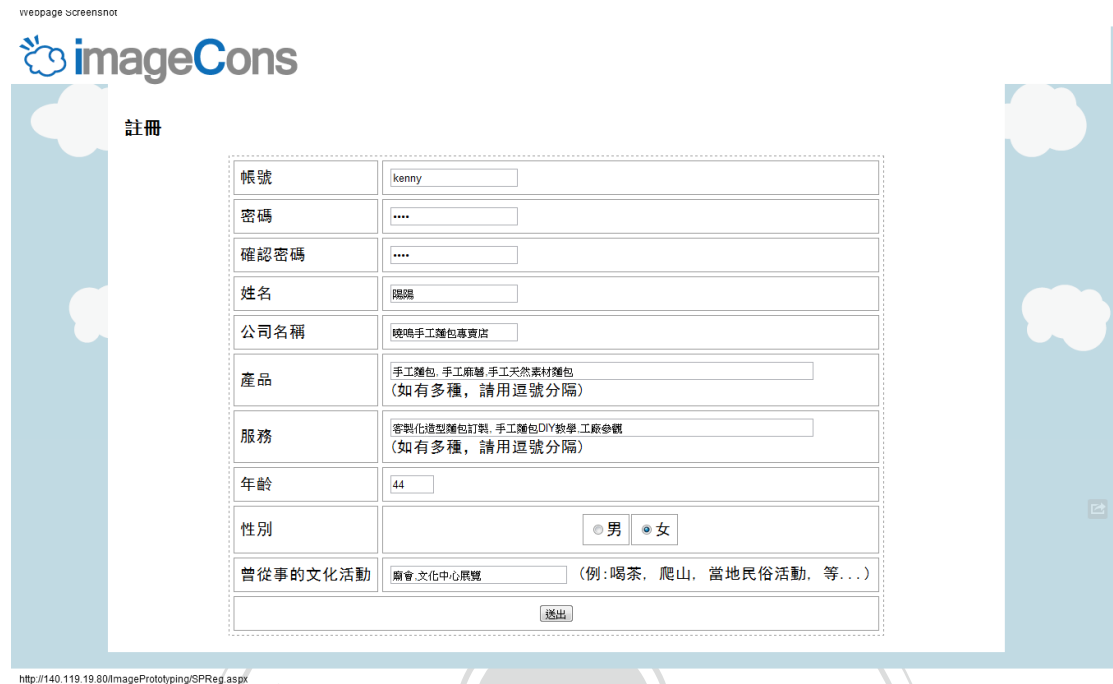 Webpage Screenshot
imageCons
註冊
帳號 kenny
密碼 ••••
確認密碼 ••••
姓名 陽陽
公司名稱 曉鳴手工麵包專賣店
產品 手工麵包, 手工麻薯,手工天然素材麵包
(如有多種，請用逗號分隔)
服務 客製化造型麵包訂製, 手工麵包DIY教學,工廠參觀
(如有多種，請用逗號分隔)
年齡 44
性別 男 女
曾從事的文化活動 廟會,文化中心展覽 (例:喝茶，爬山，當地民俗活動，等...)
送出
http://140.119.19.80/ImagePrototyping/SPReg.aspx